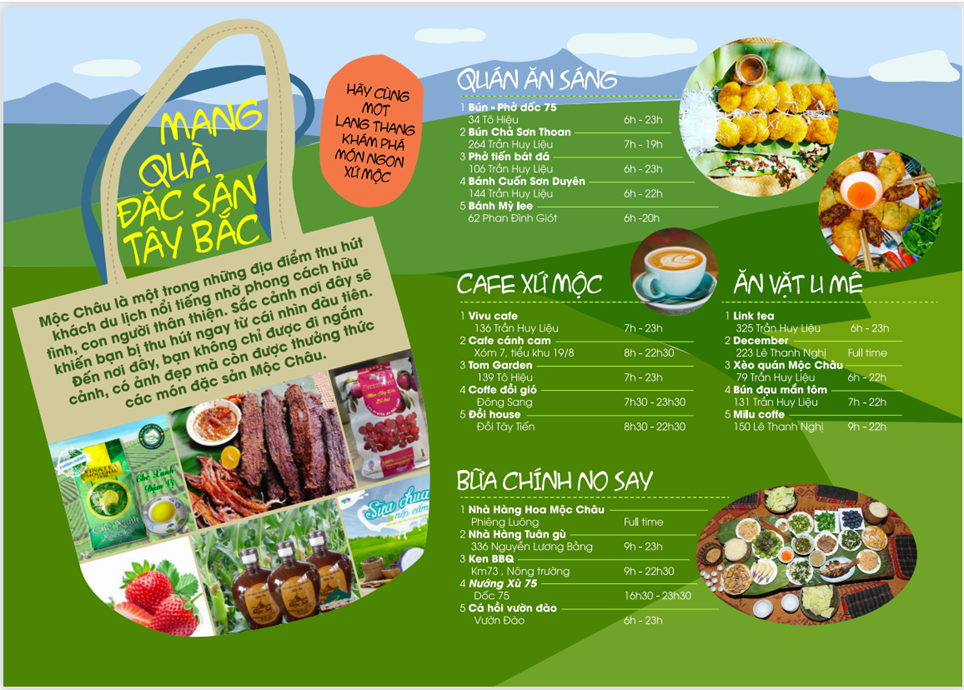 MANG
QUÀ
ĐẶC SẢN
TÂY BẮC
HÃY CÙNG
MỘT
LANG THANG
KHÁM PHÁ
MÓN NGON
XỨ MỘC
Mộc Châu là một trong những địa điểm thu hút
khách du lịch nổi tiếng nhờ phong cách hữu
tình, con người thân thiện. Sắc cảnh nơi đây sẽ
khiến bạn bị thu hút ngay từ cái nhìn đàu tiên.
Đến nơi đây, bạn không chỉ được đi ngắm
cảnh, có ảnh đẹp mà còn được thưởng thức
các món đặc sản Mộc Châu.
Chè Xanh
Đậm Vị
Sữa chua
nếp cẩm
QUÁN ĂN SÁNG
1 Bún - Phở dốc 75
34 Tô Hiệu 6h - 23h
2 Bún Chả Sơn Thoan
264 Trần Huy Liệu 7h - 19h
3 Phở tiến bát đá
106 Trần Huy Liệu 6h - 23h
4 Bánh Cuốn Sơn Duyên
144 Trần Huy Liệu 6h - 22h
5 Bánh Mỳ lee
62 Phan Đình Giót 6h -20h
CAFE XỨ MỘC
1 Vivu cafe
136 Trần Huy Liệu 7h - 23h
2 Cafe cánh cam
Xóm 7, tiểu khu 19/8 8h - 22h30
3 Tom Garden
139 Tô Hiệu 7h - 23h
4 Coffe đồi gió
Đông Sang 7h30 - 23h30
5 Đồi house
Đồi Tây Tiến 8h30 - 22h30
ĂN VẶT U MÊ
1 Link tea
325 Trần Huy Liệu 6h - 23h
2 December
223 Lê Thanh Nghị Full time
3 Xèo quán Mộc Châu
79 Trần Huy Liệu 6h - 22h
4 Bún đạu mắn tôm
131 Trần Huy Liệu 7h - 22h
5 Milu coffe
150 Lê Thanh Nghị 9h - 22h
BỮA CHÍNH NO SAY
1 Nhà Hàng Hoa Mộc Châu
Phiêng Luông Full time
2 Nhà Hàng Tuân gù
336 Nguyễn Lương Bằng 9h - 23h
3 Ken BBQ
Km73 , Nông trường 9h - 22h30
4 Nướng Xù 75
Dốc 75 16h30 - 23h30
5 Cá hồi vườn đào
Vườn Đào 6h - 23h